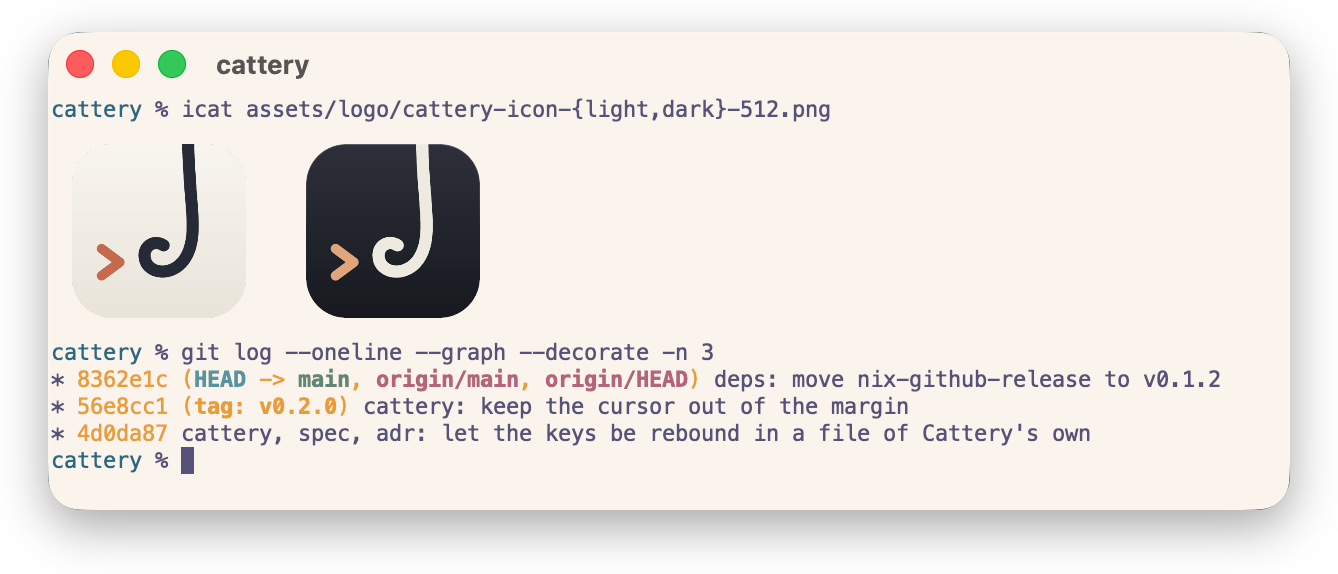 cattery
cattery % icat assets/logo/cattery-icon-{light,dark}-512.png
cattery % git log --oneline --graph --decorate -n 3
* 8362e1c (HEAD -> main, origin/main, origin/HEAD) deps: move nix-github-release to v0.1.2
* 56e8cc1 (tag: v0.2.0) cattery: keep the cursor out of the margin
* 4d0da87 cattery, spec, adr: let the keys be rebound in a file of Cattery's own
cattery %